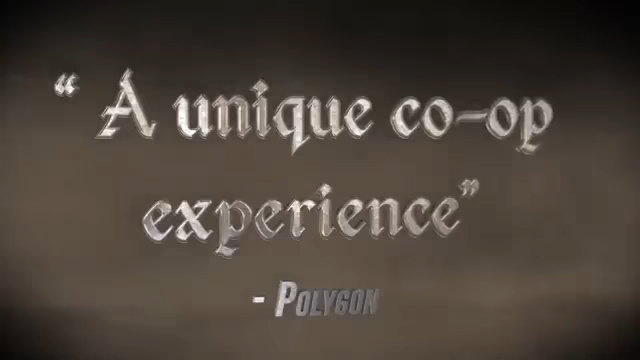 “ A unique co-op
experience”
- POLYGON